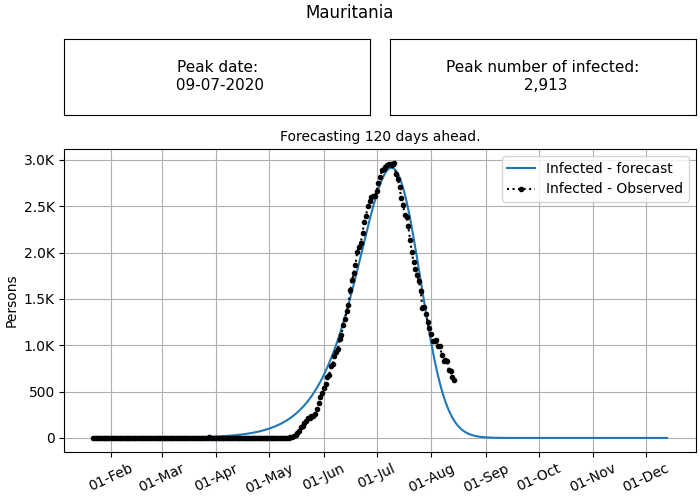 Mauritania
Peak date:
09-07-2020
Peak number of infected:
2,913
Forecasting 120 days ahead.
Infected - forecast
Infected - Observed
3.0K
2.5K
2.0K
1.5K
1.0K
500
0
Persons
01-Feb
01-Mar
01-Apr
01-May
01-Jun
01-Jul
01-Aug
01-Sep
01-Oct
01-Nov
01-Dec